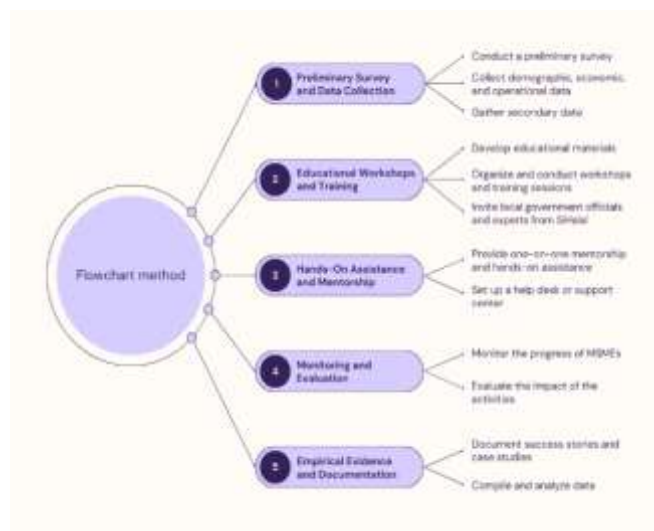 Flowchart method
1
Preliminary Survey
and Data Collection
Conduct a preliminary survey
Collect demographic, economic,
and operational data
Gather secondary data
2
Educational Workshops
and Training
Develop educational materials
Organize and conduct workshops
and training sessions
Invite local government officials
and experts from SiHalal
3
Hands-On Assistance
and Mentorship
Provide one-on-one mentorship
and hands-on assistance
Set up a help desk or support
center
4
Monitoring and
Evaluation
Monitor the progress of MSMEs
Evaluate the impact of the
activities
5
Empirical Evidence
and Documentation
Document success stories and
case studies
Compile and analyze data